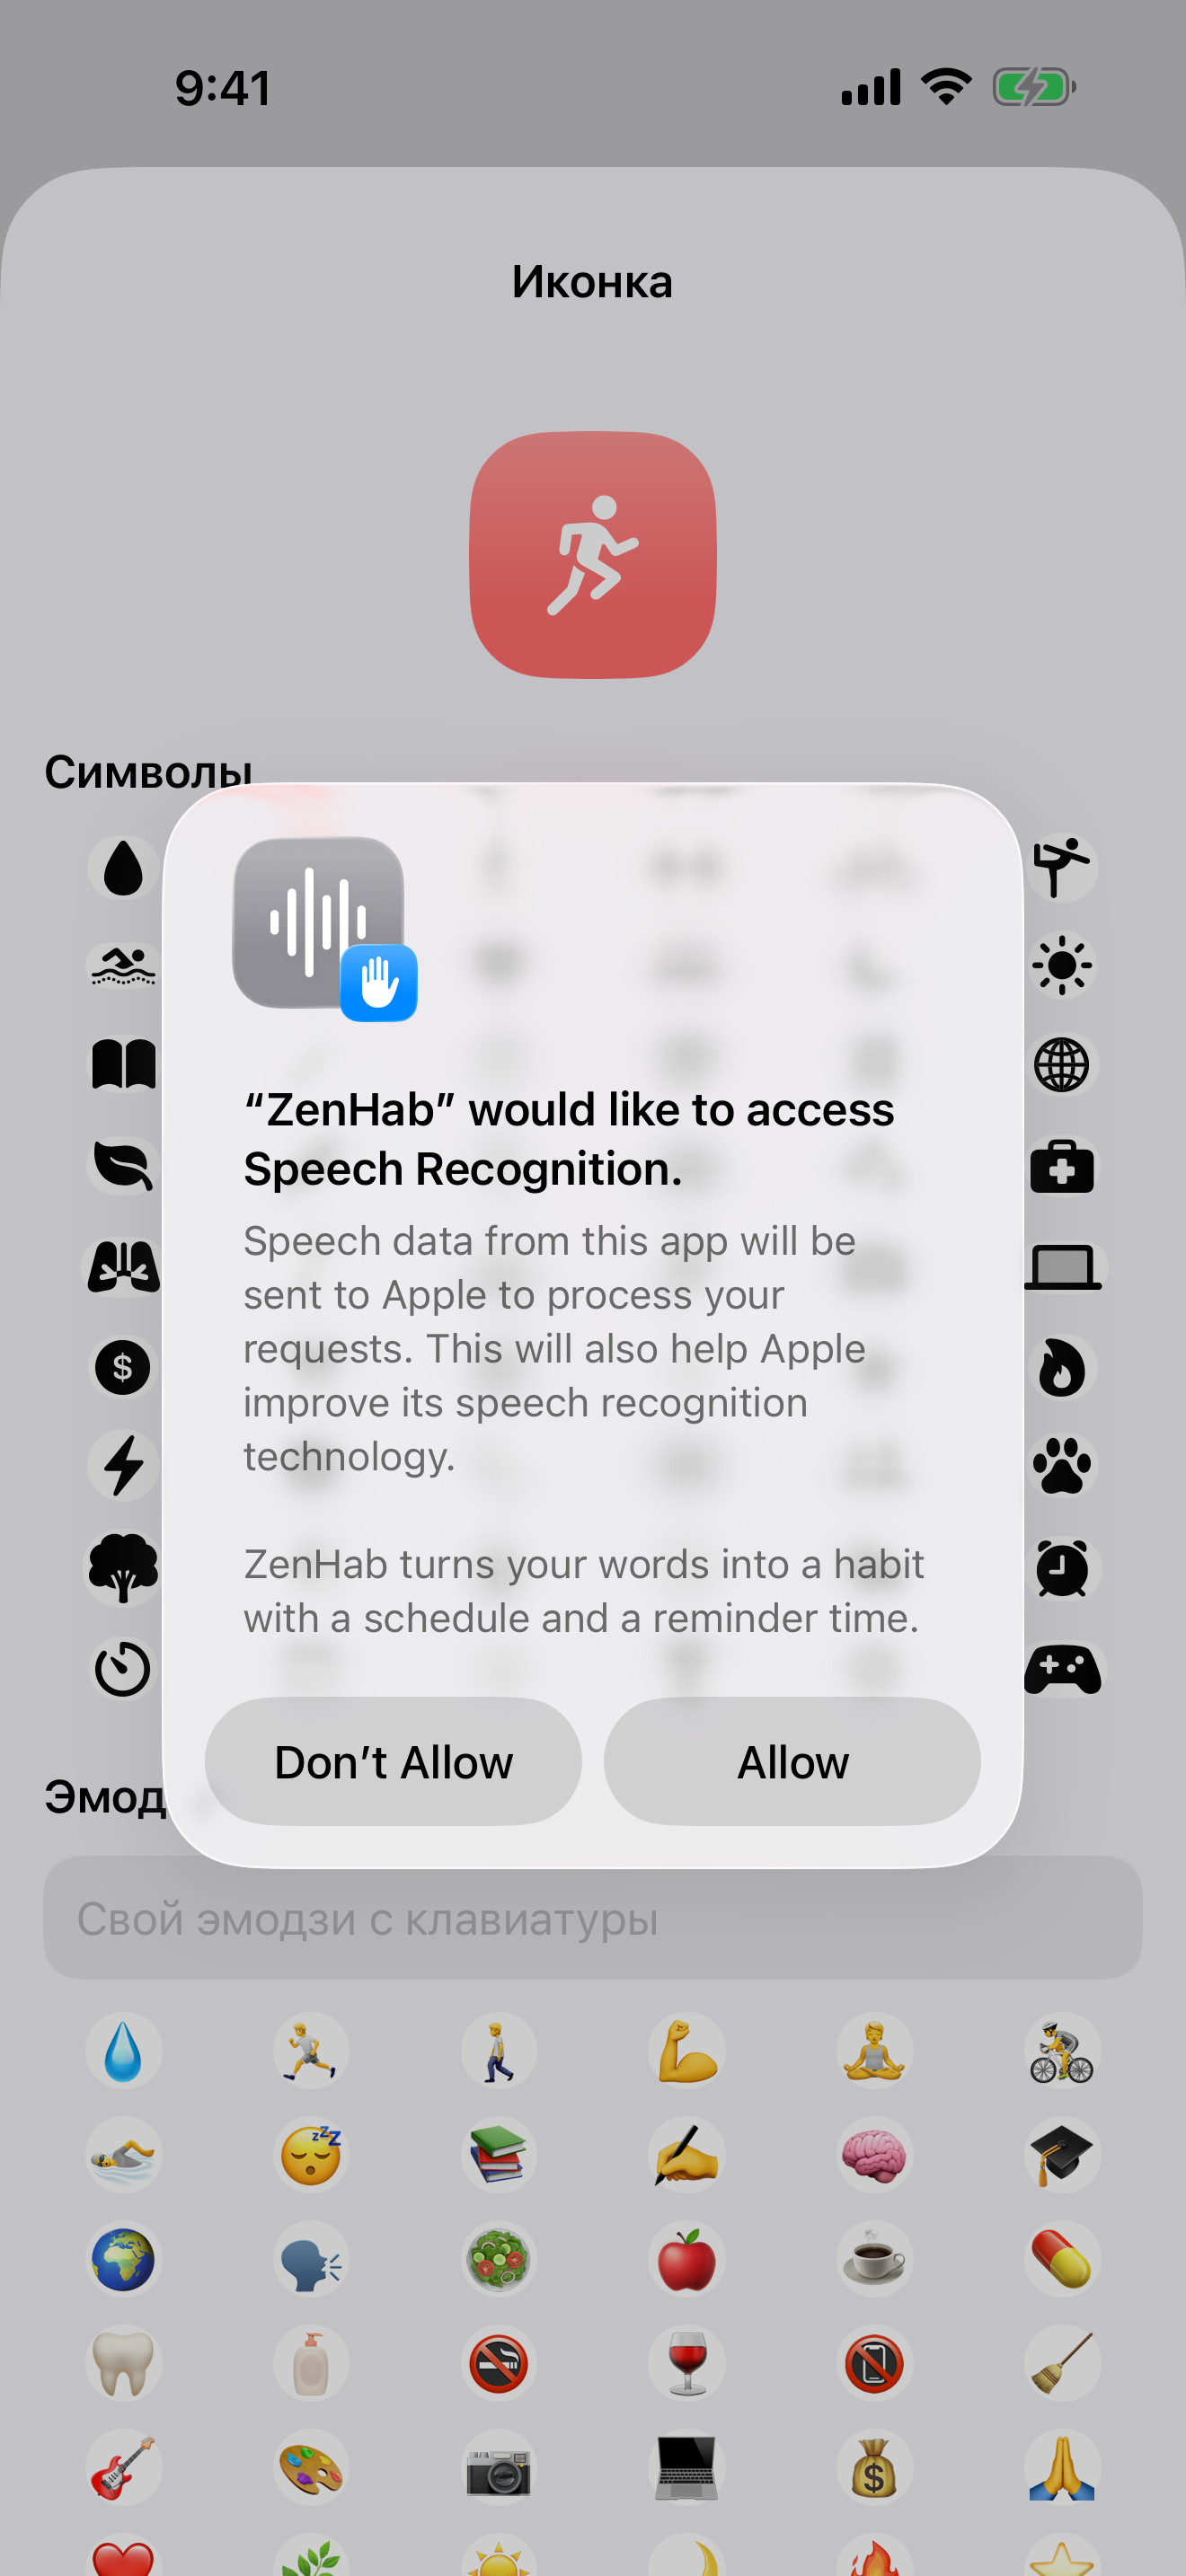 9:41
Иконка
Символы
“ZenHab” would like to access
Speech Recognition.
Speech data from this app will be
sent to Apple to process your
requests. This will also help Apple
improve its speech recognition
technology.
ZenHab turns your words into a habit
with a schedule and a reminder time.
Don’t Allow
Allow
Эмод
Свой эмодзи с клавиатуры